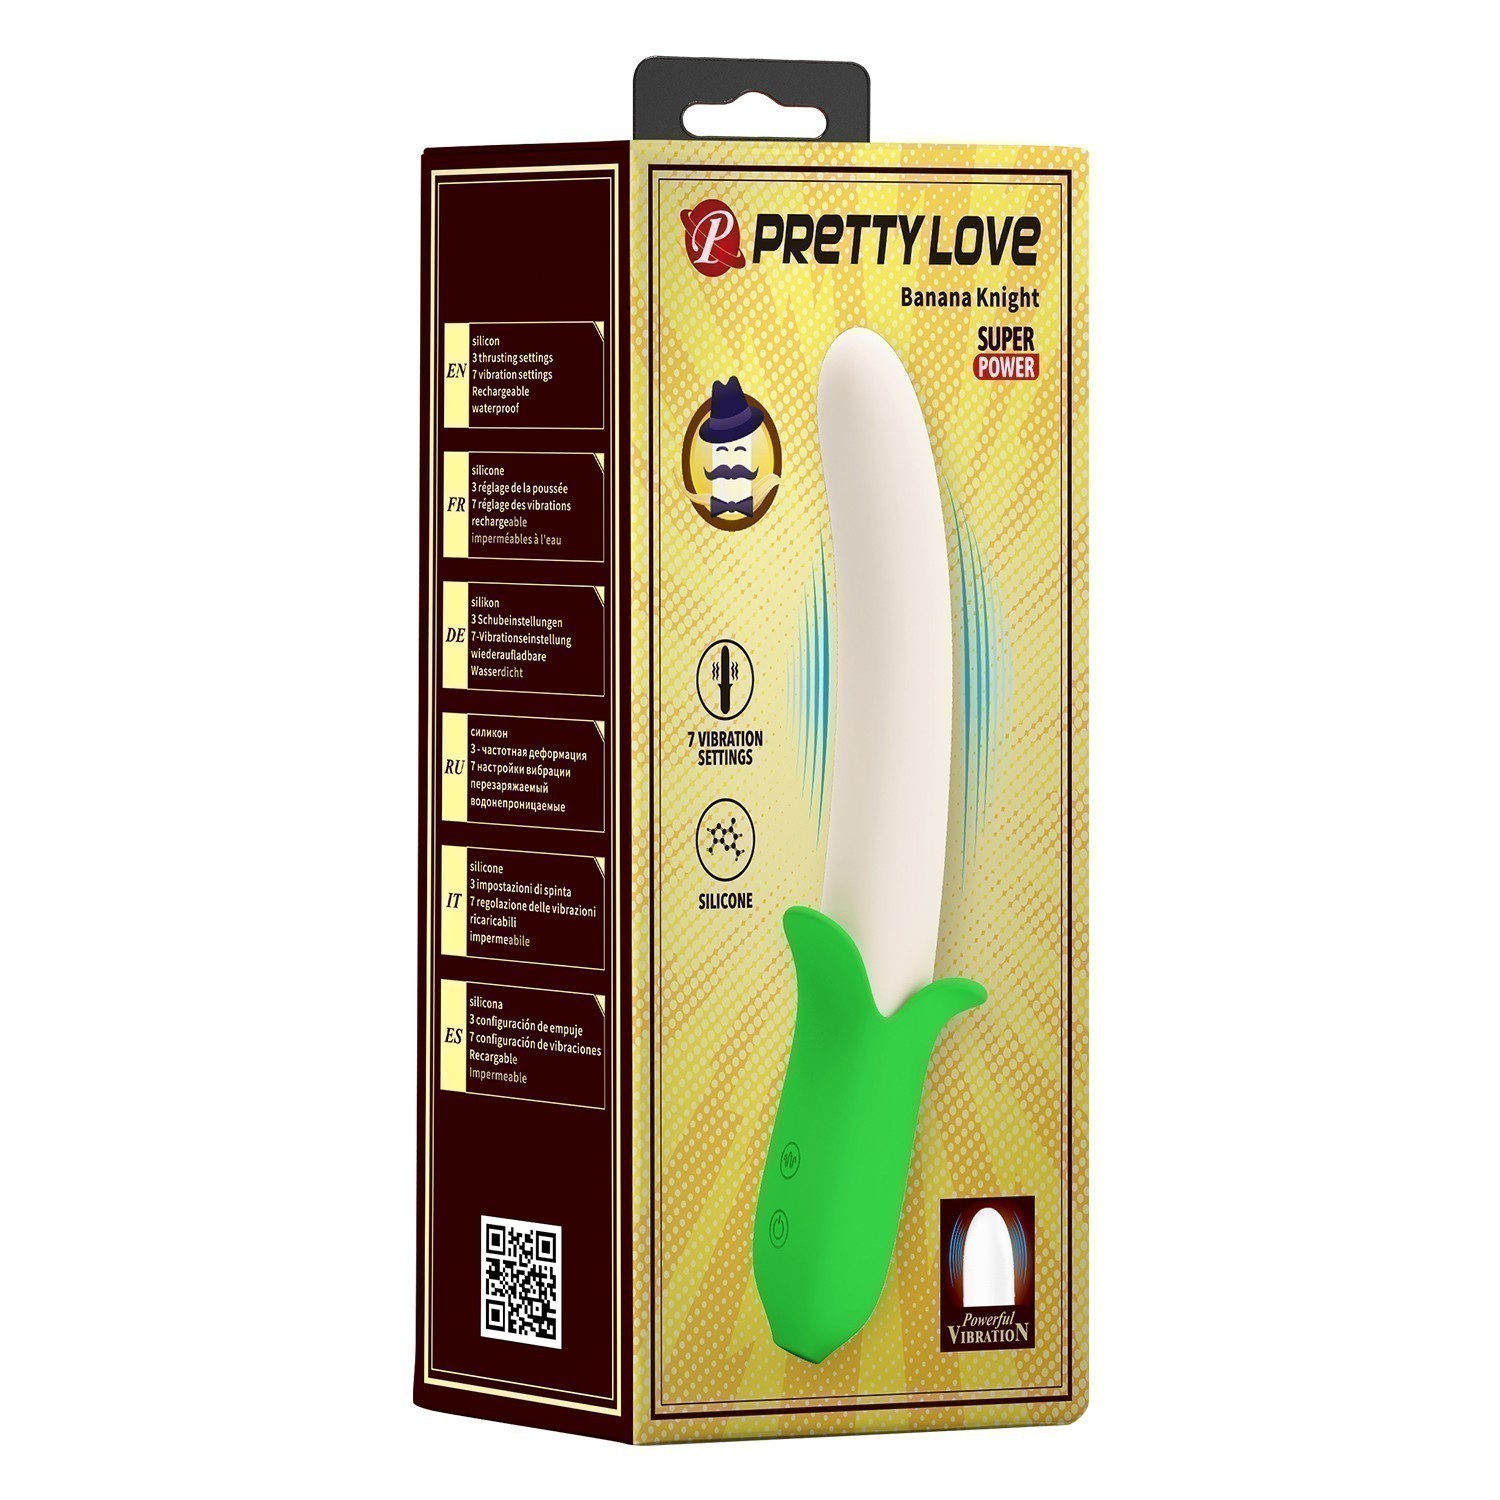 P PRETTY LOVE
Banana Knight
SUPER
POWER
7 VIBRATION
SETTINGS
SILICONE
Powerful
VIBRATION
EN
silicon
3 thrusting settings
7 vibration settings
Rechargeable
waterproof
FR
silicone
3 réglage de la poussée
7 réglage des vibrations
rechargeable
imperméables à l'eau
DE
silikon
3 Schubeinstellungen
7-Vibrationseinstellung
wiederaufladbare
Wasserdicht
RU
силикон
3 - частотная деформация
7 настройки вибрации
перезаряжаемый
водонепроницаемые
IT
silicone
3 impostazioni di spinta
7 regolazione delle vibrazioni
ricaricabili
impermeabile
ES
silicona
3 configuración de empuje
7 configuración de vibraciones
Recargable
Impermeable